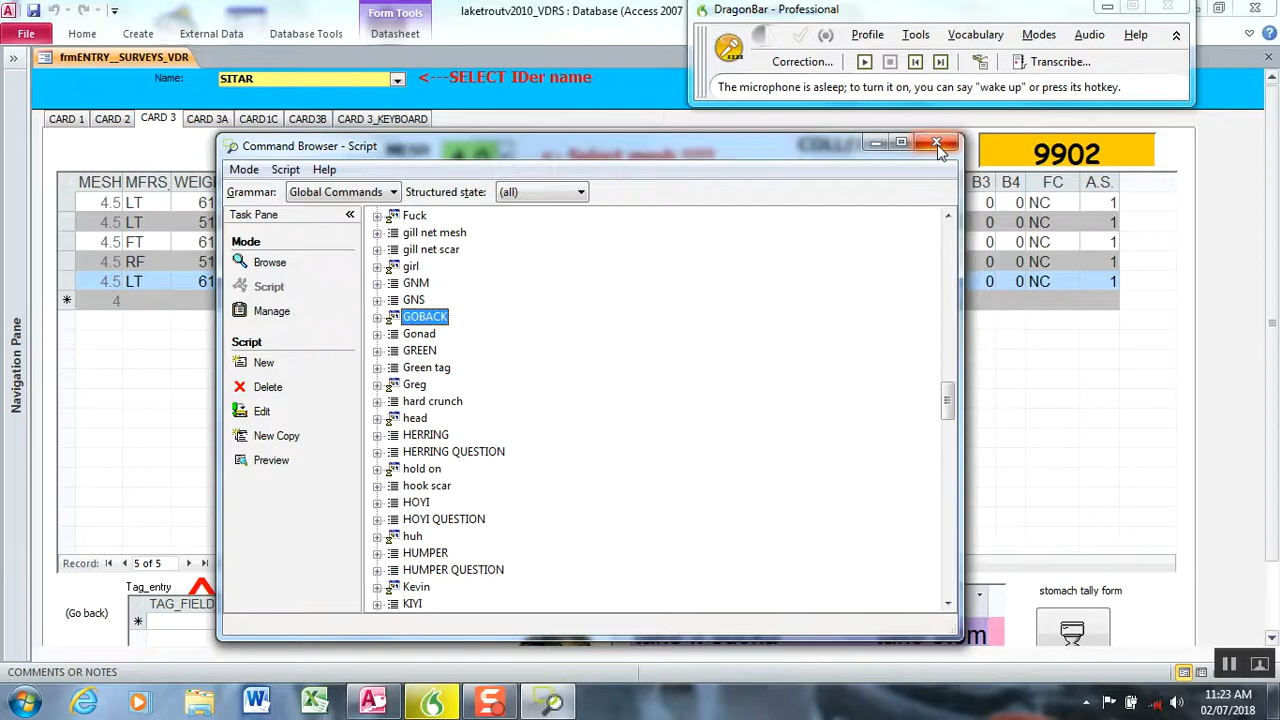 laketroutv2010_VDRS : Database (Access 2007
Form Tools
DragonBar - Professional
File Home Create External Data Database Tools Datasheet
Profile Tools Vocabulary Modes Audio Help
frmENTRY__SURVEYS_VDR
Correction... Transcribe...
Name: SITAR <---SELECT IDer name
The microphone is asleep; to turn it on, you can say "wake up" or press its hotkey.
CARD 1 CARD 2 CARD 3 CARD 3A CARD1C CARD3B CARD 3_KEYBOARD
Command Browser - Script
9902
Mode Script Help
MESH MFRS_ WEIG B3 B4 FC A.S.
Grammar: Global Commands Structured state: (all)
4.5 LT 61 0 0 NC 1
4.5 LT 51 0 0 NC 1
4.5 FT 61 0 0 NC 1
4.5 RF 51 0 0 NC 1
4.5 LT 61 0 0 NC 1
* 4
Task Pane
Mode
Browse
Script
Manage
Script
New
Delete
Edit
New Copy
Preview
Fuck
gill net mesh
gill net scar
girl
GNM
GNS
GOBACK
Gonad
GREEN
Green tag
Greg
hard crunch
head
HERRING
HERRING QUESTION
hold on
hook scar
HOYI
HOYI QUESTION
huh
HUMPER
HUMPER QUESTION
Kevin
KIYI
Navigation Pane
Record: 5 of 5
Tag_entry
stomach tally form
(Go back)
TAG_FIELD
*
COMMENTS OR NOTES
11:23 AM
02/07/2018